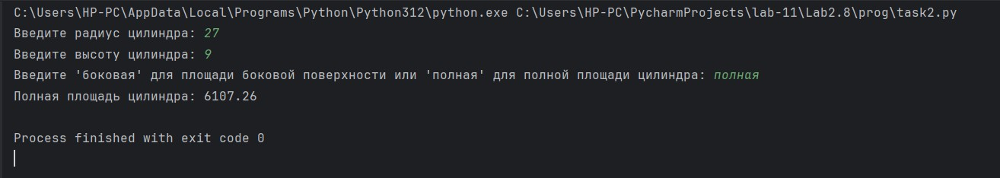 C:\Users\HP-PC\AppData\Local\Programs\Python\Python312\python.exe C:\Users\HP-PC\PycharmProjects\lab-11\Lab2.8\prog\task2.py
Введите радиус цилиндра: 27
Введите высоту цилиндра: 9
Введите 'боковая' для площади боковой поверхности или 'полная' для полной площади цилиндра: полная
Полная площадь цилиндра: 6107.26
Process finished with exit code 0